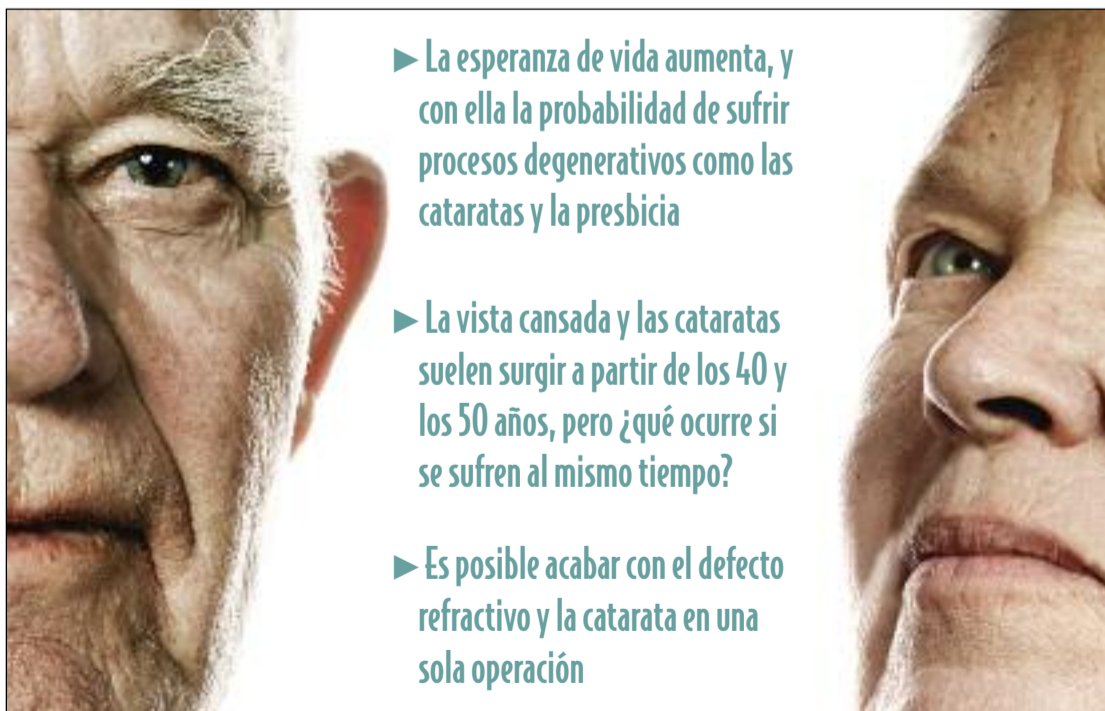 ► La esperanza de vida aumenta, y
con ella la probabilidad de sufrir
procesos degenerativos como las
cataratas y la presbicia
► La vista cansada y las cataratas
suelen surgir a partir de los 40 y
los 50 años, pero ¿qué ocurre si
se sufren al mismo tiempo?
► Es posible acabar con el defecto
refractivo y la catarata en una
sola operación